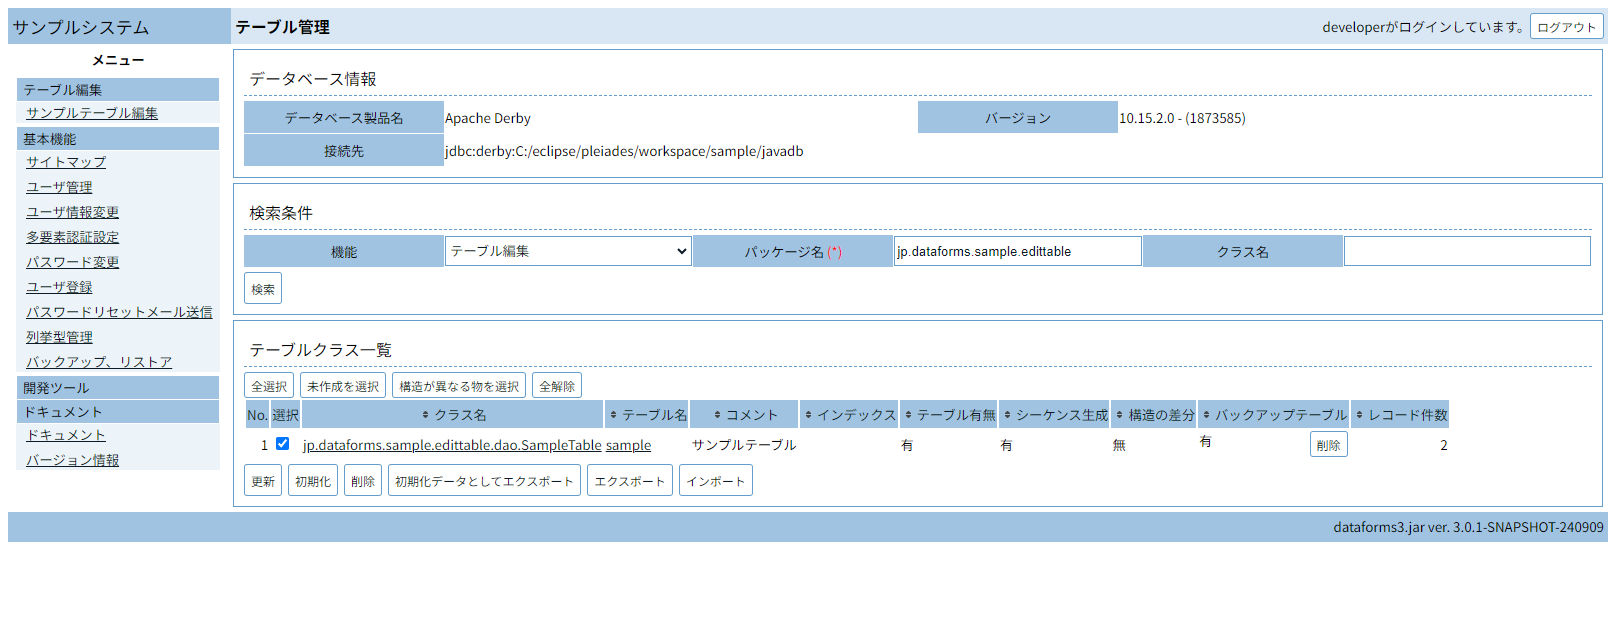 サンプルシステム
テーブル管理
developerがログインしています。 ログアウト
メニュー
テーブル編集
サンプルテーブル編集
基本機能
サイトマップ
ユーザ管理
ユーザ情報変更
多要素認証設定
パスワード変更
ユーザ登録
パスワードリセットメール送信
列挙型管理
バックアップ、リストア
開発ツール
ドキュメント
ドキュメント
バージョン情報
データベース情報
データベース製品名 Apache Derby バージョン 10.15.2.0 - (1873585)
接続先 jdbc:derby:C:/eclipse/pleiades/workspace/sample/javadb
検索条件
機能 テーブル編集 パッケージ名 (*) jp.dataforms.sample.edittable クラス名
検索
テーブルクラス一覧
全選択 未作成を選択 構造が異なる物を選択 全解除
No. 選択 クラス名 テーブル名 コメント インデックス テーブル有無 シーケンス生成 構造の差分 バックアップテーブル レコード件数
1 jp.dataforms.sample.edittable.dao.SampleTable sample サンプルテーブル 有 有 無 有 削除 2
更新 初期化 削除 初期化データとしてエクスポート エクスポート インポート
dataforms3.jar ver. 3.0.1-SNAPSHOT-240909